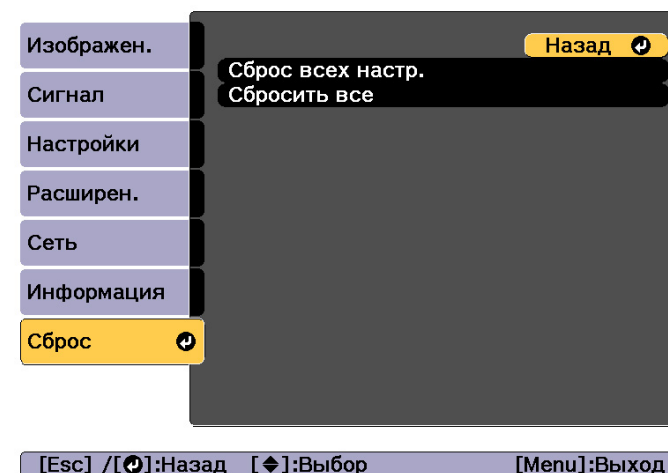 Изображен.
Сигнал
Настройки
Расширен.
Сеть
Информация
Сброс
Назад
Сброс всех настр.
Сбросить все
[Esc] /[⏎]:Назад [◆]:Выбор [Menu]:Выход